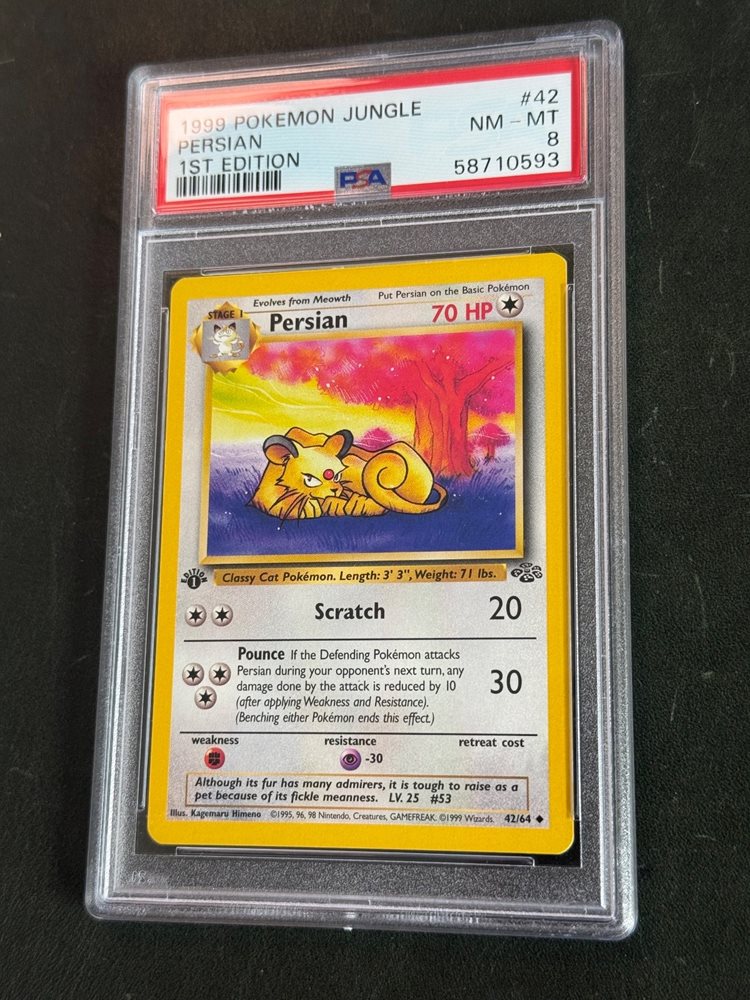 1999 POKEMON JUNGLE #42
PERSIAN NM - MT
1ST EDITION 8
58710593
PSA
Evolves from Meowth Put Persian on the Basic Pokémon
STAGE 1 Persian 70 HP
EDITION 1
Classy Cat Pokémon. Length: 3' 3", Weight: 71 lbs.
Scratch 20
Pounce If the Defending Pokémon attacks
Persian during your opponent's next turn, any
damage done by the attack is reduced by 10
(after applying Weakness and Resistance).
(Benching either Pokémon ends this effect.)
30
weakness resistance retreat cost
-30
Although its fur has many admirers, it is tough to raise as a
pet because of its fickle meanness. LV. 25 #53
Illus. Kagemaru Himeno ©1995, 96, 98 Nintendo, Creatures, GAMEFREAK. ©1999 Wizards. 42/64